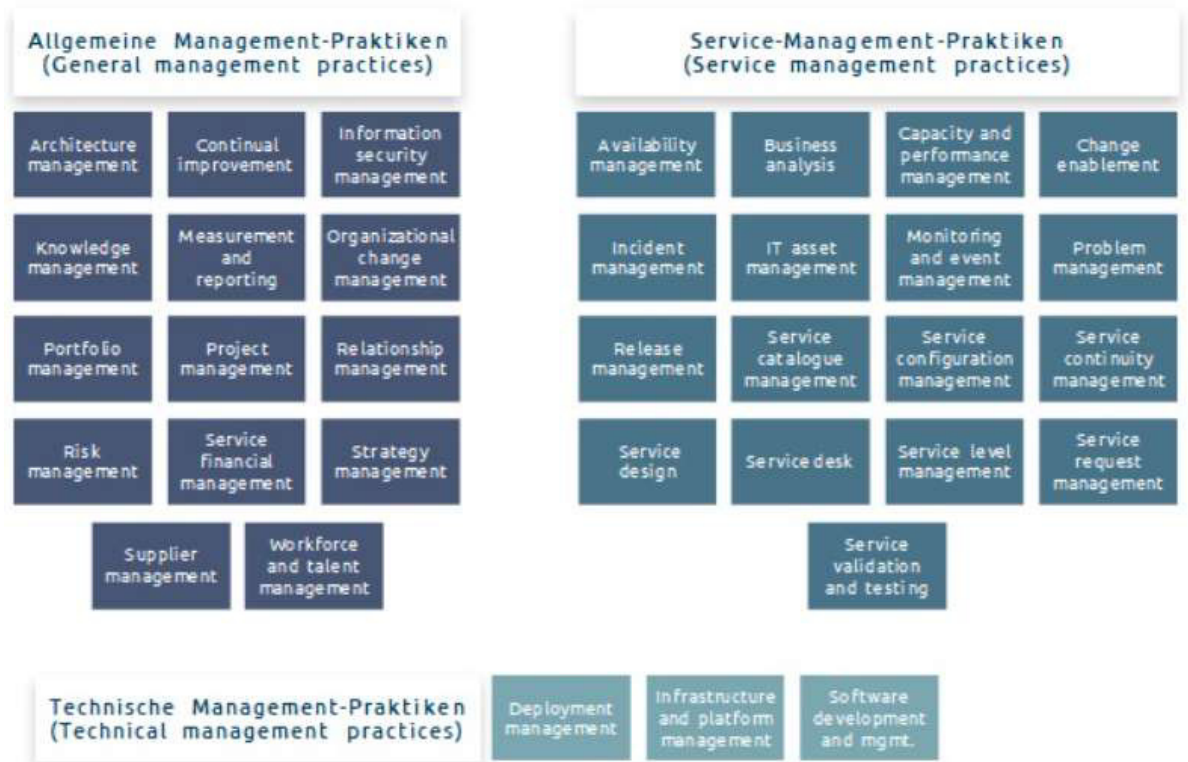 Allgemeine Management-Praktiken
(General management practices)
Architecture
management
Continual
improvement
Information
security
management
Knowledge
management
Measurement
and
reporting
Organizational
change
management
Portfolio
management
Project
management
Relationship
management
Risk
management
Service
financial
management
Strategy
management
Supplier
management
Workforce
and talent
management
Service-Management-Praktiken
(Service management practices)
Availability
management
Business
analysis
Capacity and
performance
management
Change
enablement
Incident
management
IT asset
management
Monitoring
and event
management
Problem
management
Release
management
Service
catalogue
management
Service
configuration
management
Service
continuity
management
Service
design
Service desk
Service level
management
Service
request
management
Service
validation
and testing
Technische Management-Praktiken
(Technical management practices)
Deployment
management
Infrastructure
and platform
management
Software
development
and mgmt.